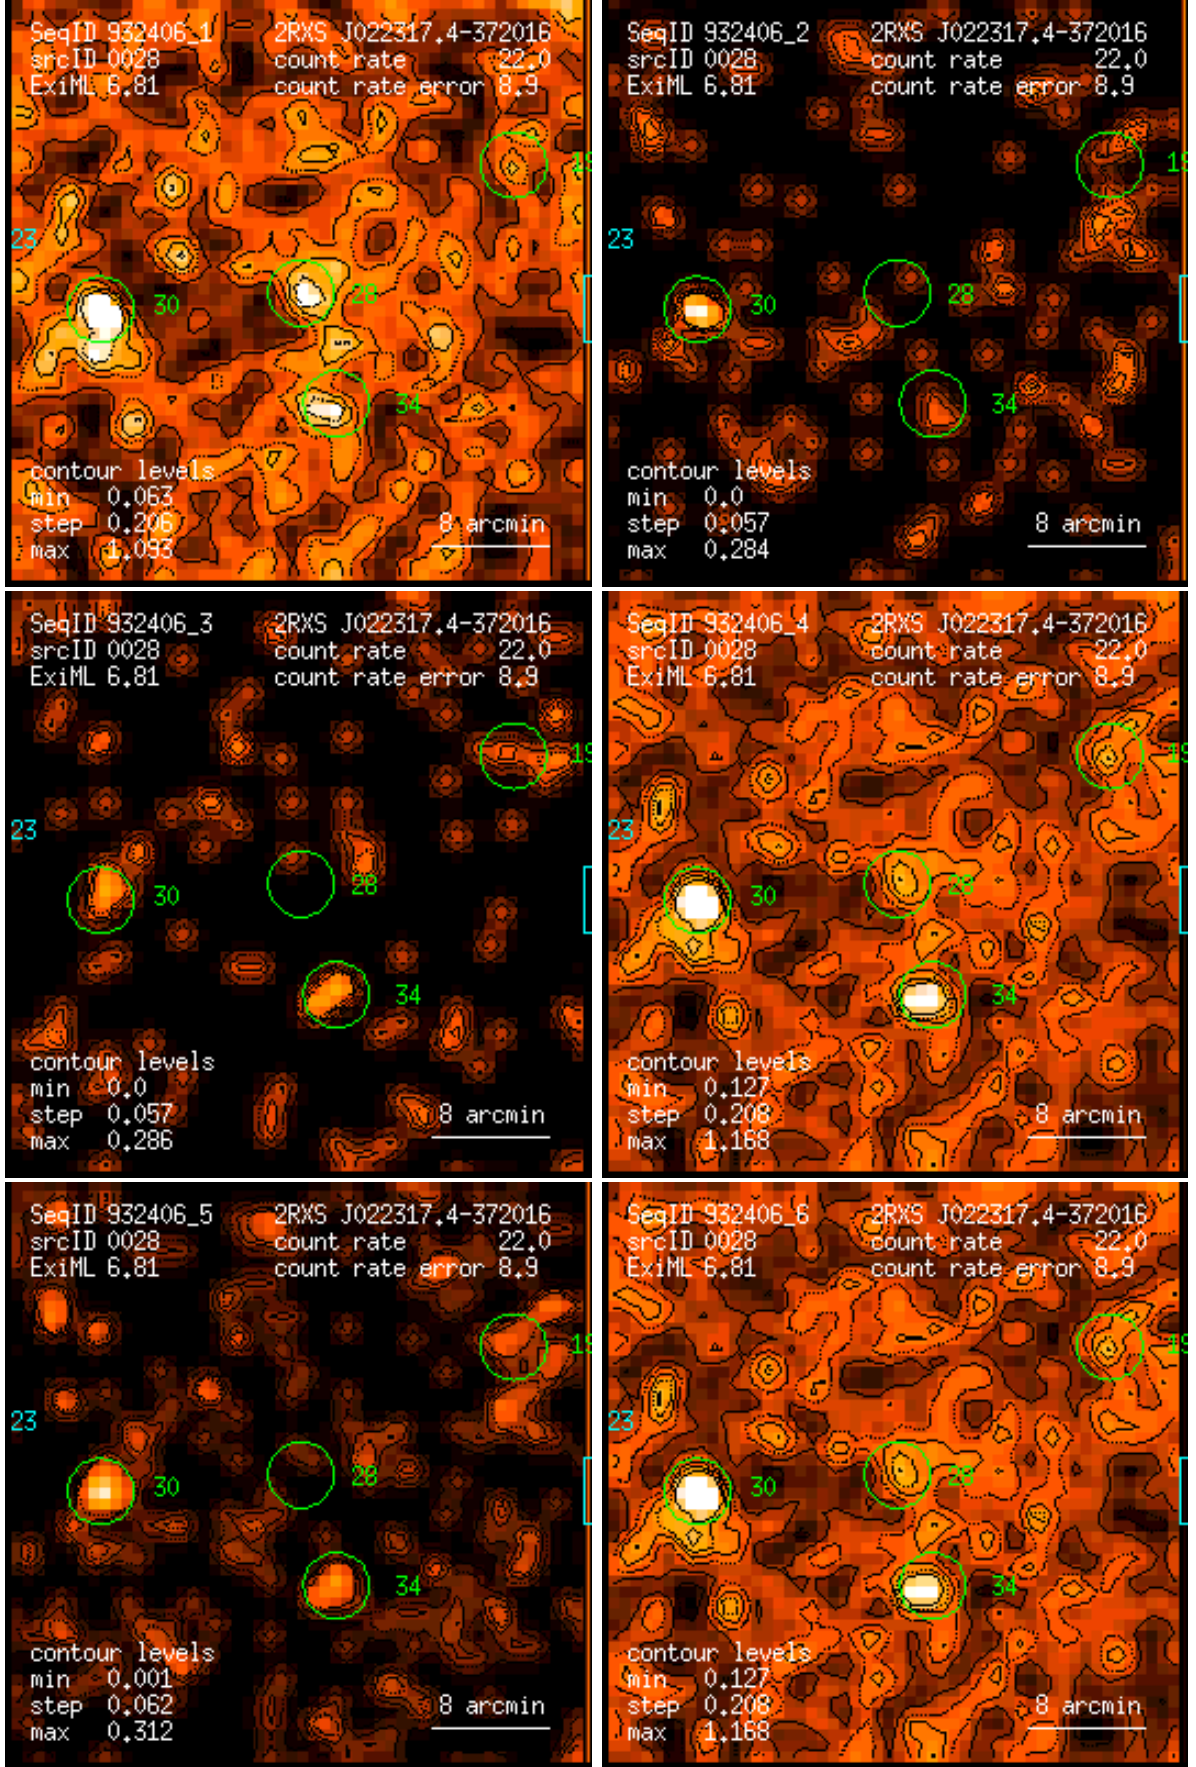 SeqID 932406_1 2RXS J022317.4-372016
srcID 0028 count rate 22.0
ExiML 6.81 count rate error 8.9
19
23
30
28
34
contour levels
min 0.063
step 0.206
max 1.093
8 arcmin
SeqID 932406_2 2RXS J022317.4-372016
srcID 0028 count rate 22.0
ExiML 6.81 count rate error 8.9
19
23
30
28
34
contour levels
min 0.0
step 0.057
max 0.284
8 arcmin
SeqID 932406_3 2RXS J022317.4-372016
srcID 0028 count rate 22.0
ExiML 6.81 count rate error 8.9
19
23
30
28
34
contour levels
min 0.0
step 0.057
max 0.286
8 arcmin
SeqID 932406_4 2RXS J022317.4-372016
srcID 0028 count rate 22.0
ExiML 6.81 count rate error 8.9
19
23
30
28
34
contour levels
min 0.127
step 0.208
max 1.168
8 arcmin
SeqID 932406_5 2RXS J022317.4-372016
srcID 0028 count rate 22.0
ExiML 6.81 count rate error 8.9
19
23
30
28
34
contour levels
min 0.001
step 0.062
max 0.312
8 arcmin
SeqID 932406_6 2RXS J022317.4-372016
srcID 0028 count rate 22.0
ExiML 6.81 count rate error 8.9
19
23
30
28
34
contour levels
min 0.127
step 0.208
max 1.168
8 arcmin